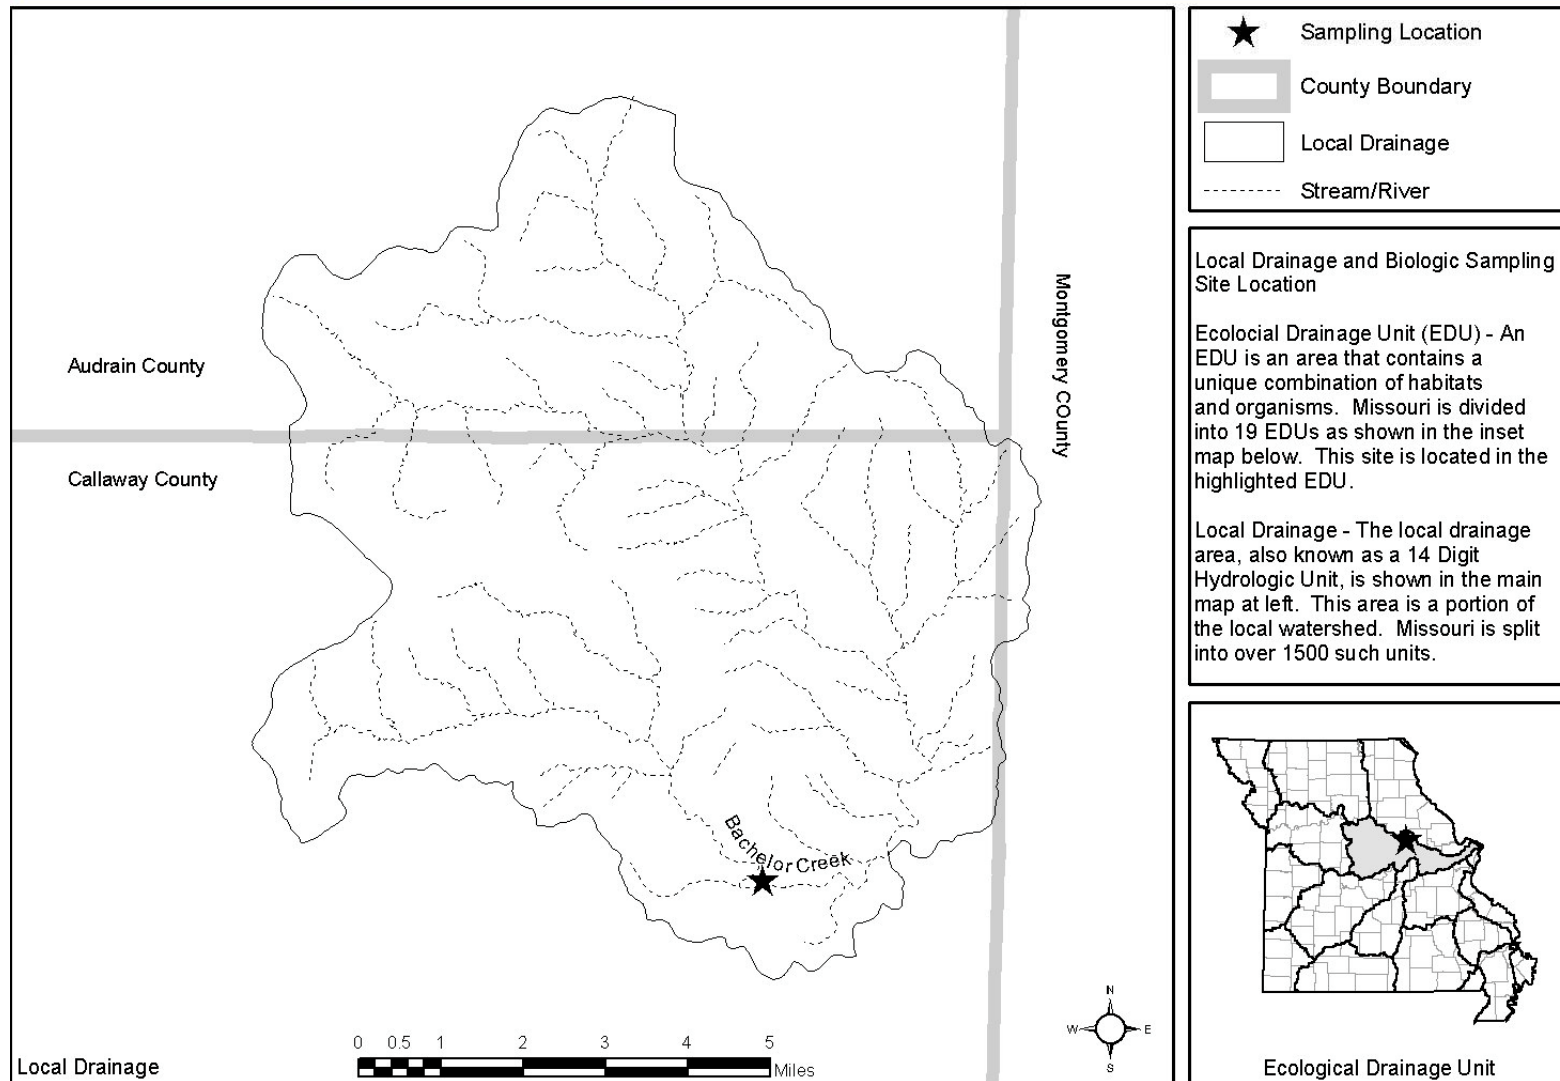 Sampling Location
County Boundary
Local Drainage
Stream/River
Local Drainage and Biologic Sampling
Site Location
Ecolocial Drainage Unit (EDU) - An
EDU is an area that contains a
unique combination of habitats
and organisms. Missouri is divided
into 19 EDUs as shown in the inset
map below. This site is located in the
highlighted EDU.
Local Drainage - The local drainage
area, also known as a 14 Digit
Hydrologic Unit, is shown in the main
map at left. This area is a portion of
the local watershed. Missouri is split
into over 1500 such units.
Ecological Drainage Unit
Audrain County
Callaway County
Montgomery COunty
Bachelor Creek
N
W E
S
0 0.5 1 2 3 4 5
Miles
Local Drainage